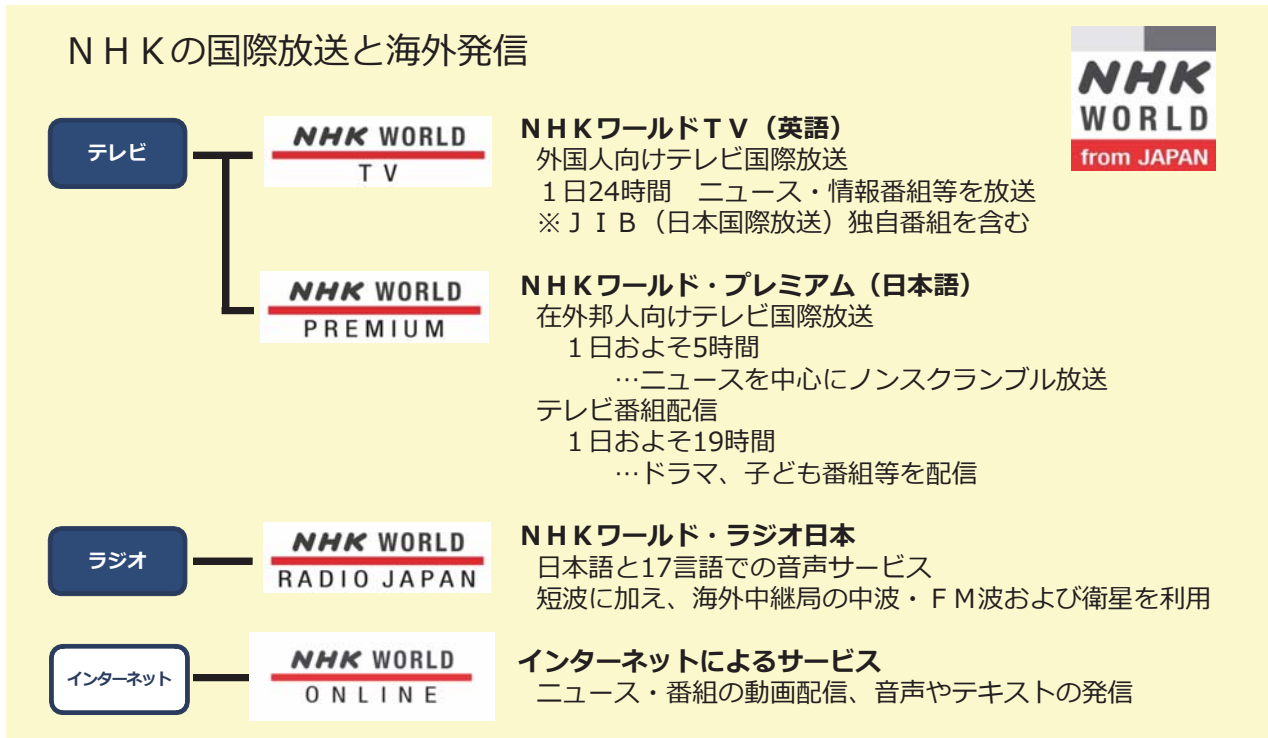 ＮＨＫの国際放送と海外発信
NHK
WORLD
from JAPAN
テレビ
NHK WORLD
TV
ＮＨＫワールドＴＶ（英語）
外国人向けテレビ国際放送
１日24時間　ニュース・情報番組等を放送
※ＪＩＢ（日本国際放送）独自番組を含む
NHK WORLD
PREMIUM
ＮＨＫワールド・プレミアム（日本語）
在外邦人向けテレビ国際放送
１日およそ5時間
…ニュースを中心にノンスクランブル放送
テレビ番組配信
１日およそ19時間
…ドラマ、子ども番組等を配信
ラジオ
NHK WORLD
RADIO JAPAN
ＮＨＫワールド・ラジオ日本
日本語と17言語での音声サービス
短波に加え、海外中継局の中波・ＦＭ波および衛星を利用
インターネット
NHK WORLD
ONLINE
インターネットによるサービス
ニュース・番組の動画配信、音声やテキストの発信